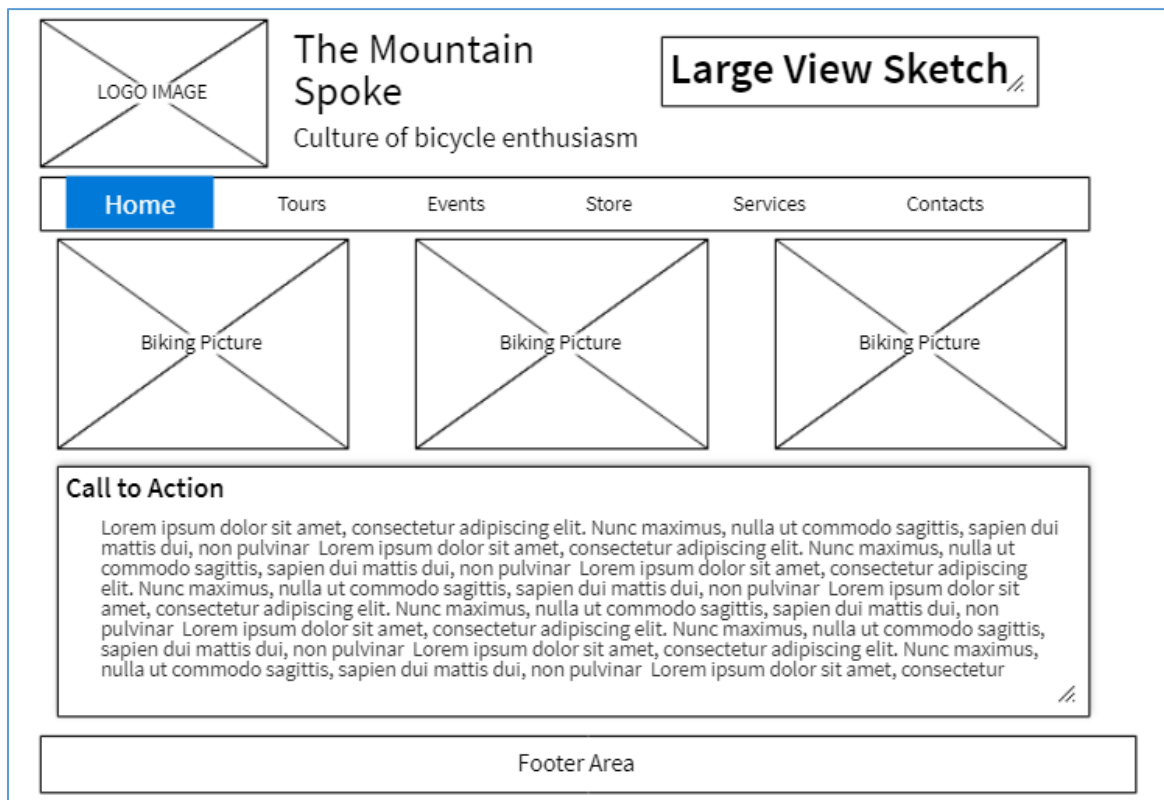 LOGO IMAGE
The Mountain
Spoke
Culture of bicycle enthusiasm
Large View Sketch
Home Tours Events Store Services Contacts
Biking Picture Biking Picture Biking Picture
Call to Action
Lorem ipsum dolor sit amet, consectetur adipiscing elit. Nunc maximus, nulla ut commodo sagittis, sapien dui
mattis dui, non pulvinar Lorem ipsum dolor sit amet, consectetur adipiscing elit. Nunc maximus, nulla ut
commodo sagittis, sapien dui mattis dui, non pulvinar Lorem ipsum dolor sit amet, consectetur adipiscing
elit. Nunc maximus, nulla ut commodo sagittis, sapien dui mattis dui, non pulvinar Lorem ipsum dolor sit
amet, consectetur adipiscing elit. Nunc maximus, nulla ut commodo sagittis, sapien dui mattis dui, non
pulvinar Lorem ipsum dolor sit amet, consectetur adipiscing elit. Nunc maximus, nulla ut commodo sagittis,
sapien dui mattis dui, non pulvinar Lorem ipsum dolor sit amet, consectetur adipiscing elit. Nunc maximus,
nulla ut commodo sagittis, sapien dui mattis dui, non pulvinar Lorem ipsum dolor sit amet, consectetur
Footer Area